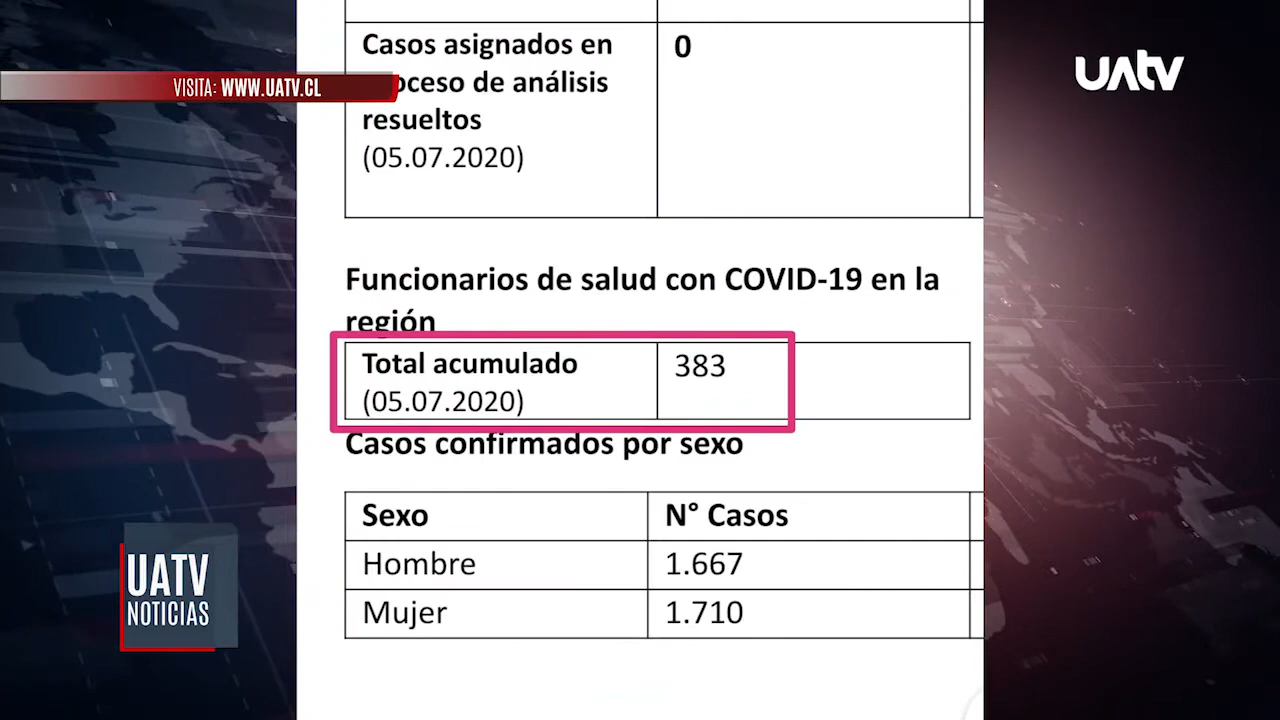 VISITA: WWW.UATV.CL
UATV
Casos asignados en
0
oceso de análisis
resueltos
(05.07.2020)
Funcionarios de salud con COVID-19 en la
región
Total acumulado
383
(05.07.2020)
Casos confirmados por sexo
Sexo
N° Casos
Hombre
1.667
Mujer
1.710
UATV
NOTICIAS